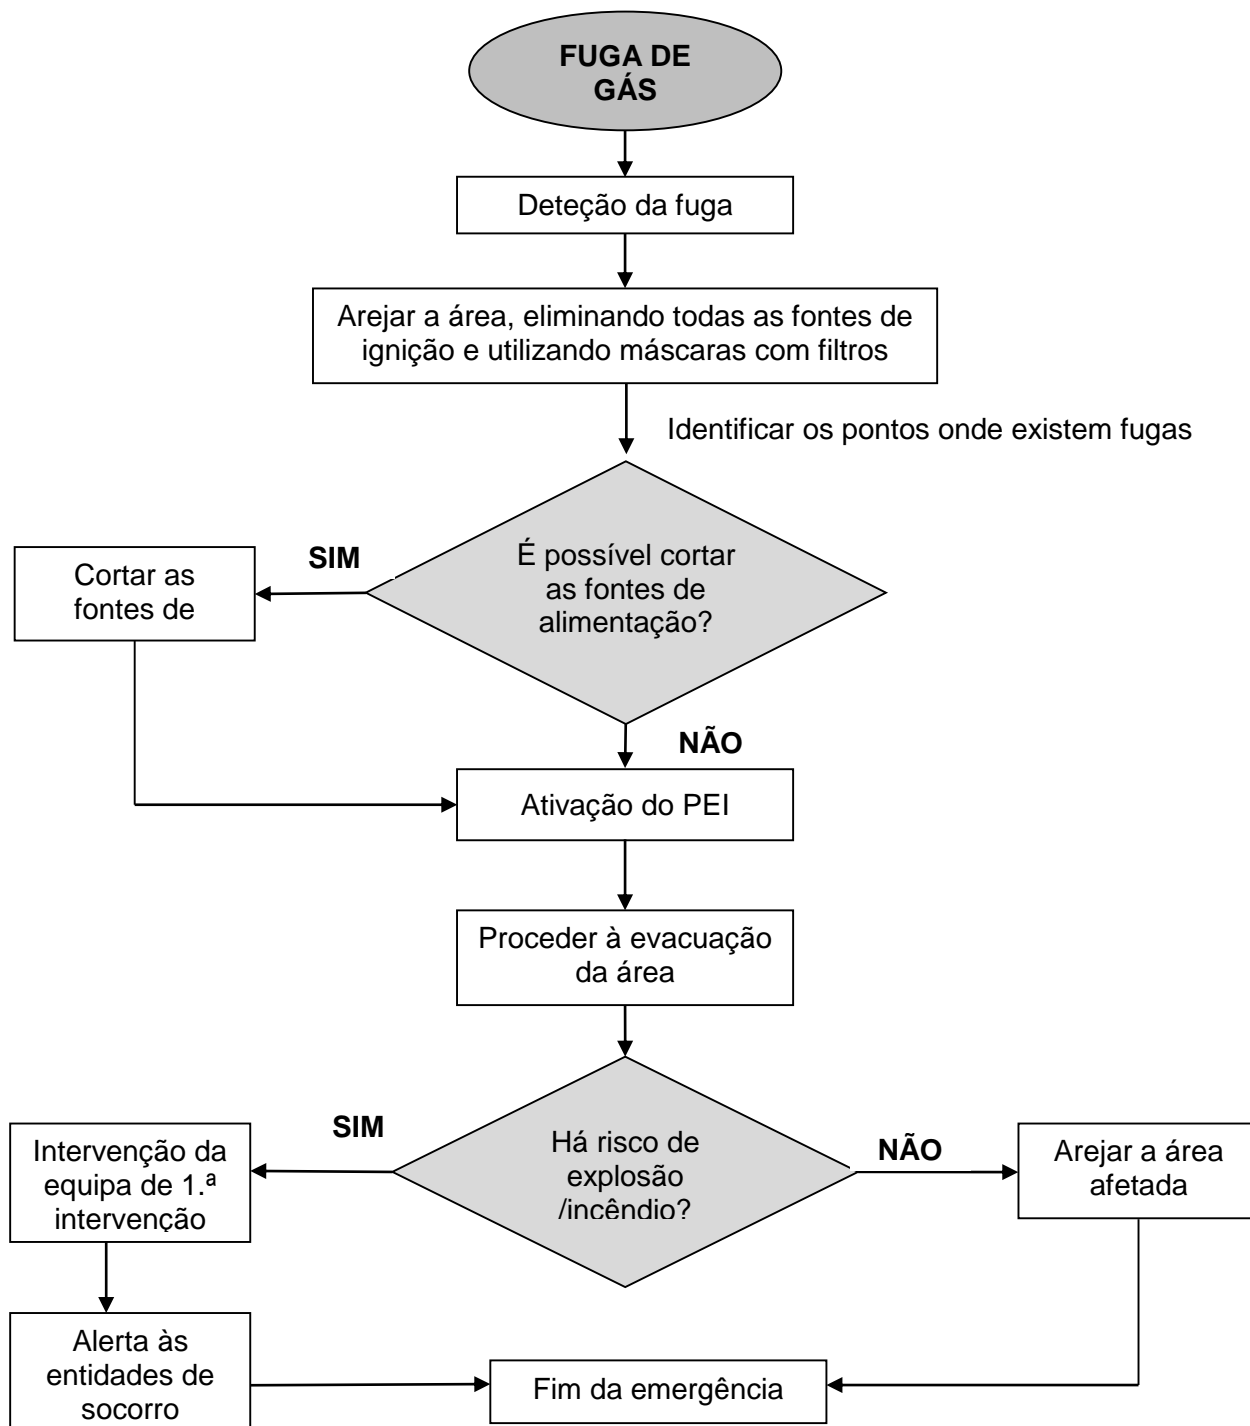 FUGA DE
GÁS
Deteção da fuga
Arejar a área, eliminando todas as fontes de
ignição e utilizando máscaras com filtros
Identificar os pontos onde existem fugas
É possível cortar
as fontes de
alimentação?
SIM
Cortar as
fontes de
NÃO
Ativação do PEI
Proceder à evacuação
da área
Há risco de
explosão
/incêndio?
SIM
Intervenção da
equipa de 1.ª
intervenção
NÃO
Arejar a área
afetada
Alerta às
entidades de
socorro
Fim da emergência